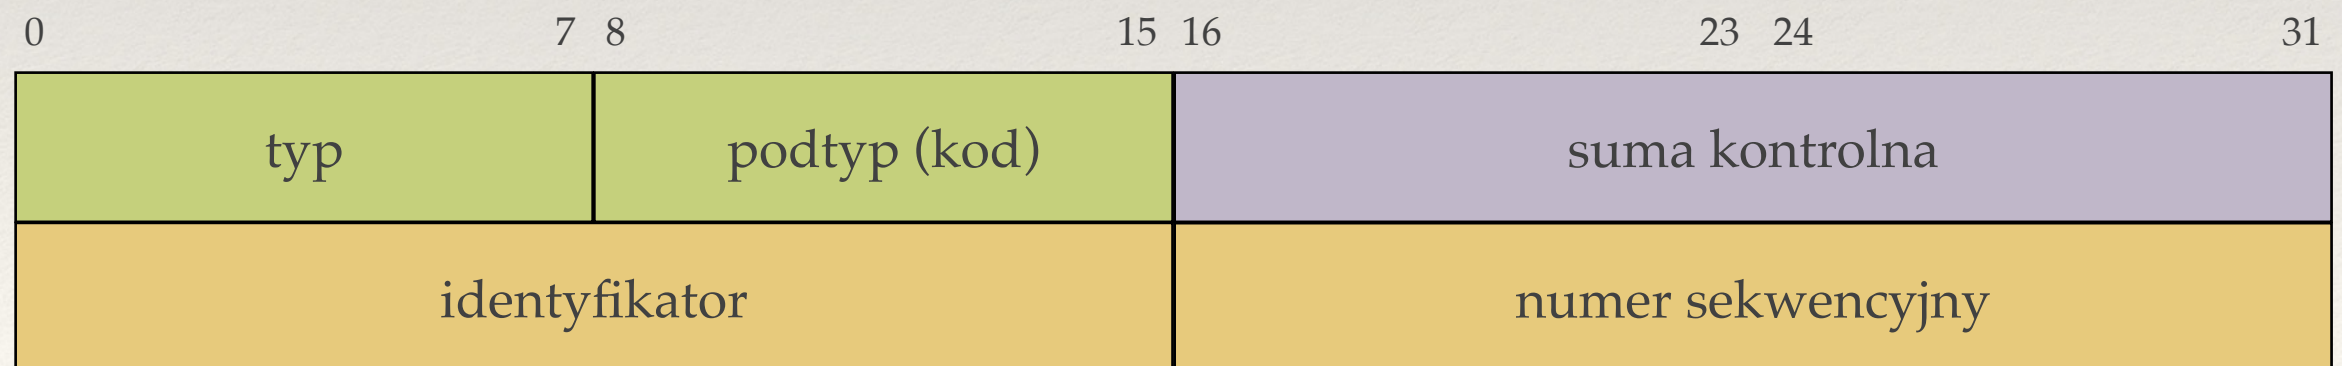 0 7 8 15 16 23 24 31
typ podtyp (kod) suma kontrolna
identyfikator numer sekwencyjny